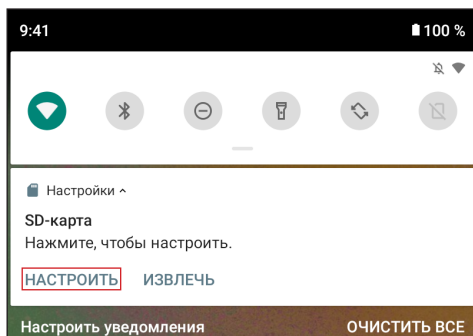 9:41 100 %
Настройки
SD-карта
Нажмите, чтобы настроить.
НАСТРОИТЬ ИЗВЛЕЧЬ
Настроить уведомления ОЧИСТИТЬ ВСЕ